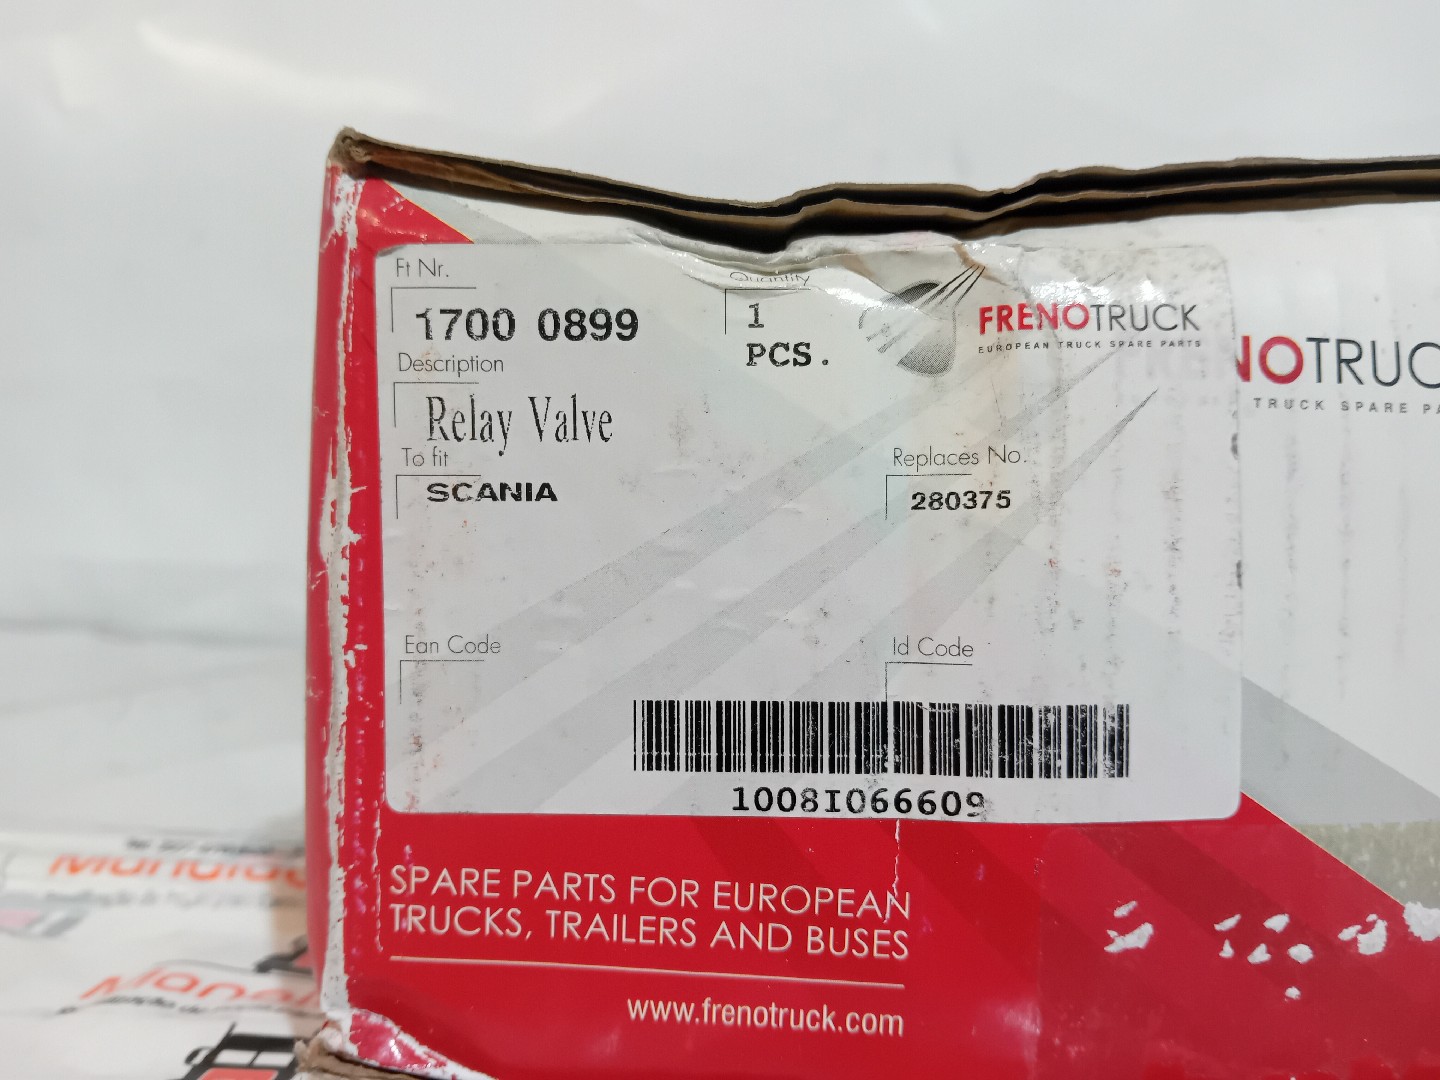 Ft Nr.
1700 0899
Quantity
1
PCS.
FRENOTRUCK
EUROPEAN TRUCK SPARE PARTS
Description
Relay Valve
To fit
SCANIA
Replaces No.
280375
Ean Code
Id Code
1008I066609
NOTRUC
TRUCK SPARE PA
SPARE PARTS FOR EUROPEAN
TRUCKS, TRAILERS AND BUSES
www.frenotruck.com